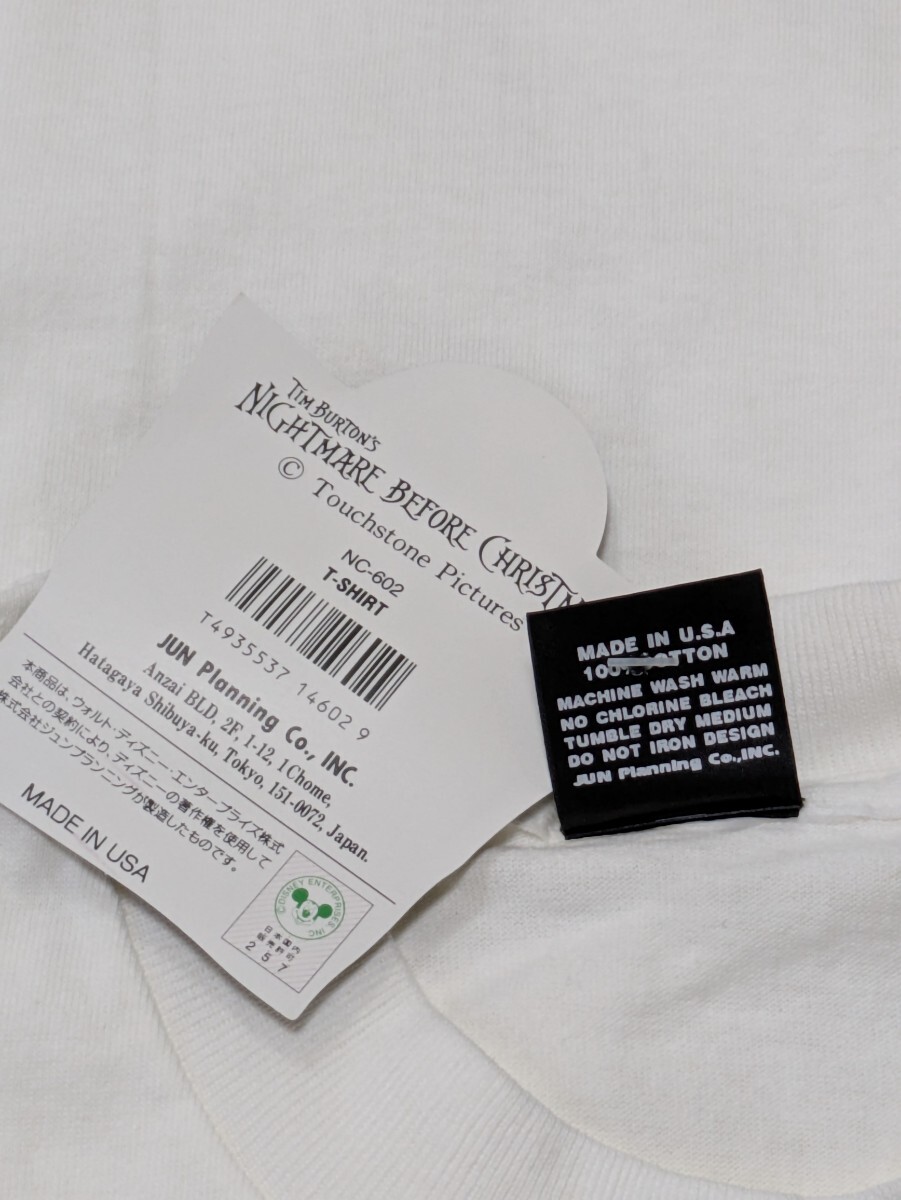 TIM BURTON'S
NIGHTMARE BEFORE
© Touchstone Pictures
NC-602
T-SHIRT
T4935537 146029
JUN Planning Co., INC.
Anzai BLD, 2F, 1-12, 1Chome,
Hatagaya Shibuya-ku, Tokyo, 151-0072, Japan.
本商品は、ウォルト・ディズニー・エンタープライズ株式
会社との契約により、ディズニーの著作権を使用して
株式会社ジュンプランニングが製造したものです。
MADE IN USA
©DISNEY ENTERPRISES INC
日本国内
販売許可
257
MADE IN U.S.A
MACHINE WASH WARM
NO CHLORINE BLEACH
TUMBLE DRY MEDIUM
DO NOT IRON DESIGN
JUN Planning Co.,INC.